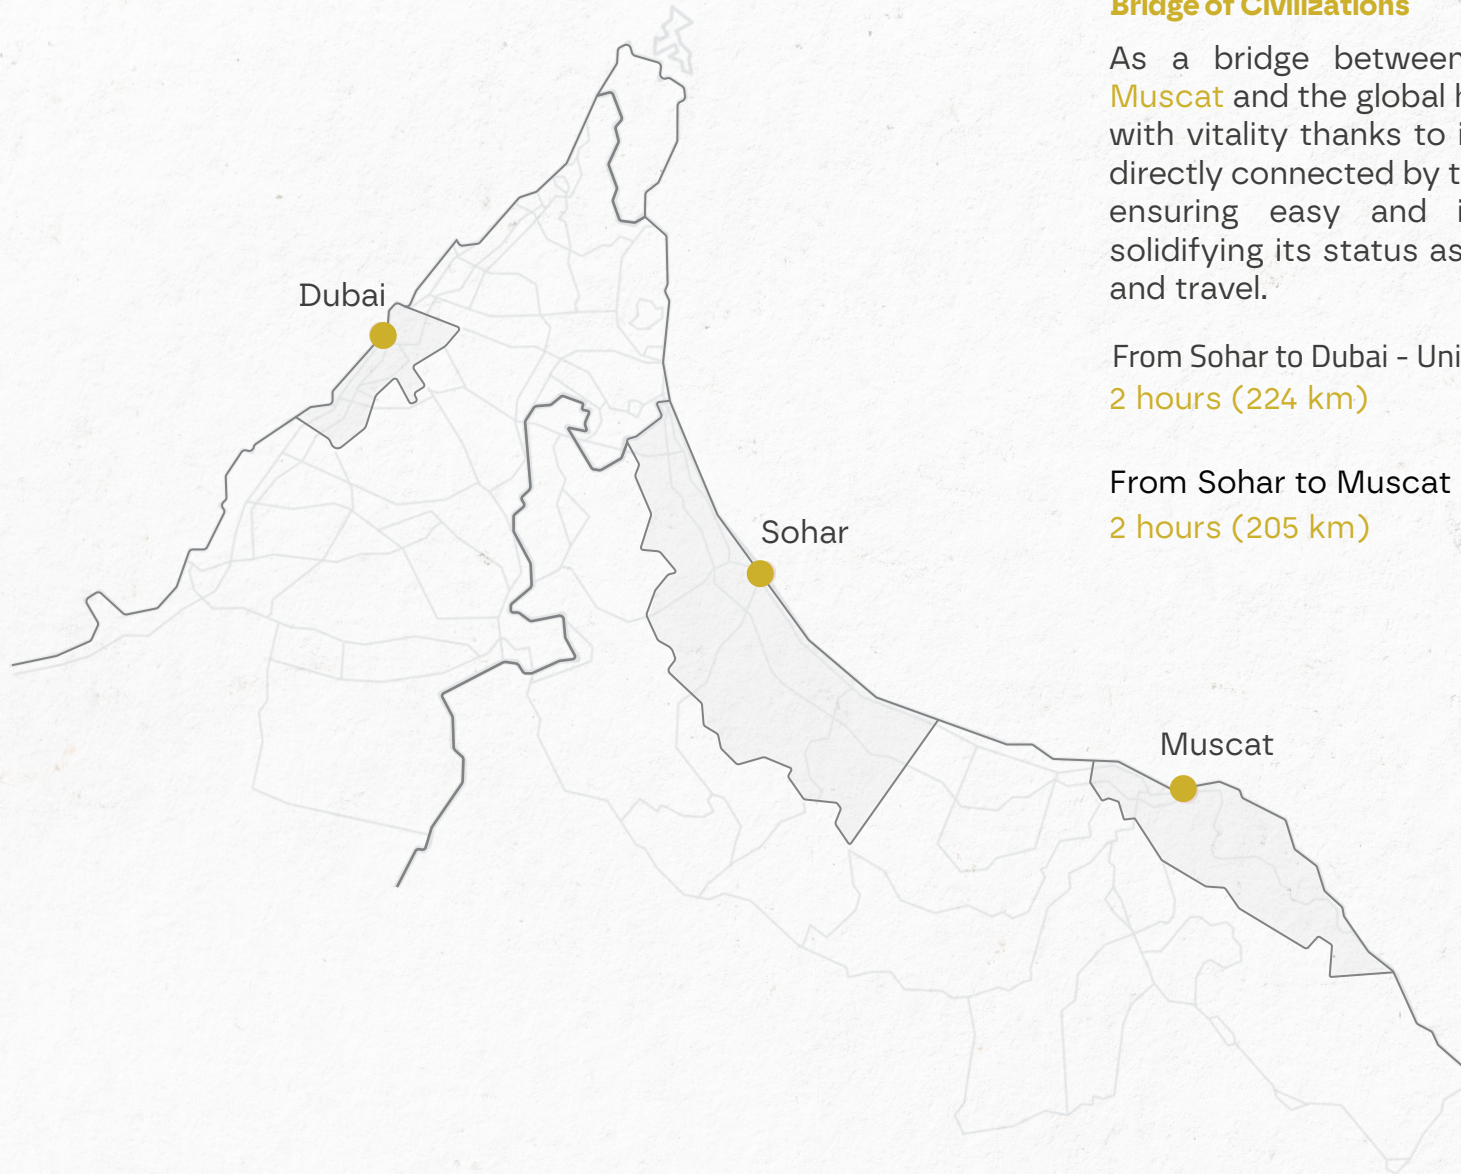 Bridge of Civilizations
As a bridge between
Muscat and the global
with vitality thanks to
directly connected by
ensuring easy and
solidifying its status as
and travel.
Dubai
From Sohar to Dubai -
2 hours (224 km)
From Sohar to Muscat
2 hours (205 km)
Sohar
Muscat